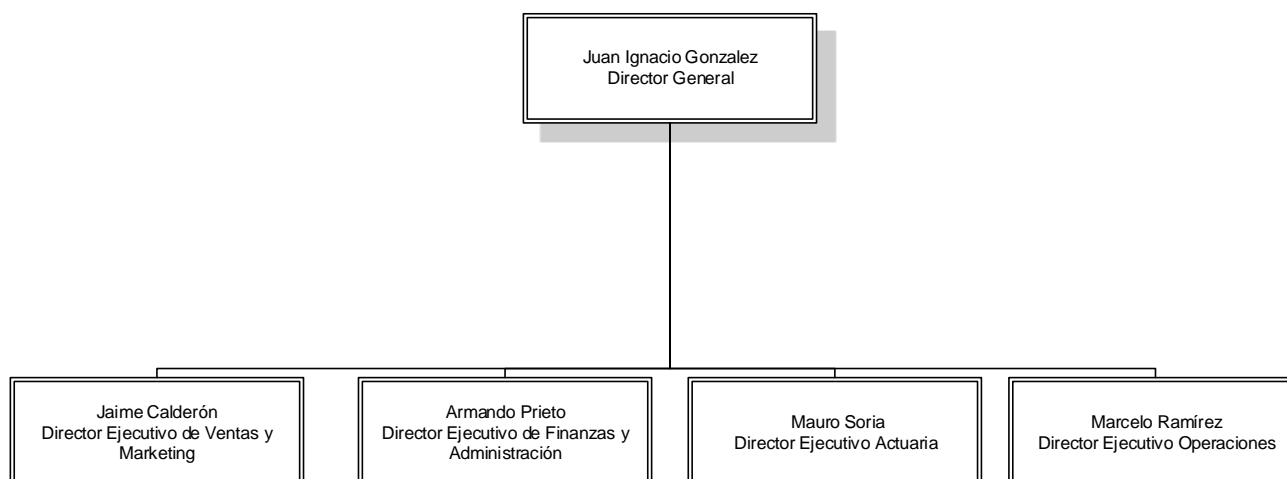 Juan Ignacio Gonzalez
Director General
Jaime Calderón
Director Ejecutivo de Ventas y
Marketing
Armando Prieto
Director Ejecutivo de Finanzas y
Administración
Mauro Soria
Director Ejecutivo Actuaria
Marcelo Ramírez
Director Ejecutivo Operaciones